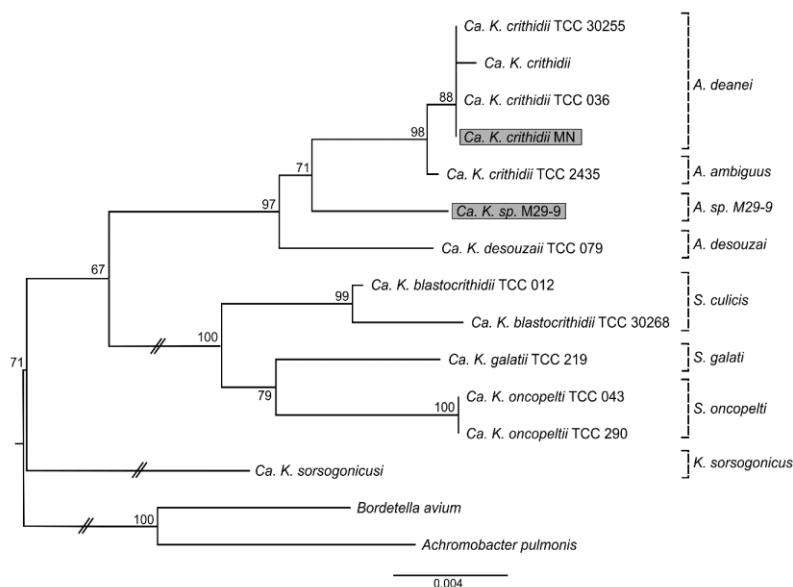 Ca. K. crithidii TCC 30255
Ca. K. crithidii
88
Ca. K. crithidii TCC 036
A. deanei
98
Ca. K. crithidii MN
71
Ca. K. crithidii TCC 2435
A. ambiguus
97
Ca. K. sp. M29-9
A. sp. M29-9
Ca. K. desouzaii TCC 079
A. desouzai
67
99
Ca. K. blastocrithidii TCC 012
S. culicis
Ca. K. blastocrithidii TCC 30268
100
Ca. K. galatii TCC 219
S. galati
71
79
Ca. K. oncopelti TCC 043
100
S. oncopelti
Ca. K. oncopeltii TCC 290
Ca. K. sorsogonicusi
K. sorsogonicus
Bordetella avium
100
Achromobacter pulmonis
0.004